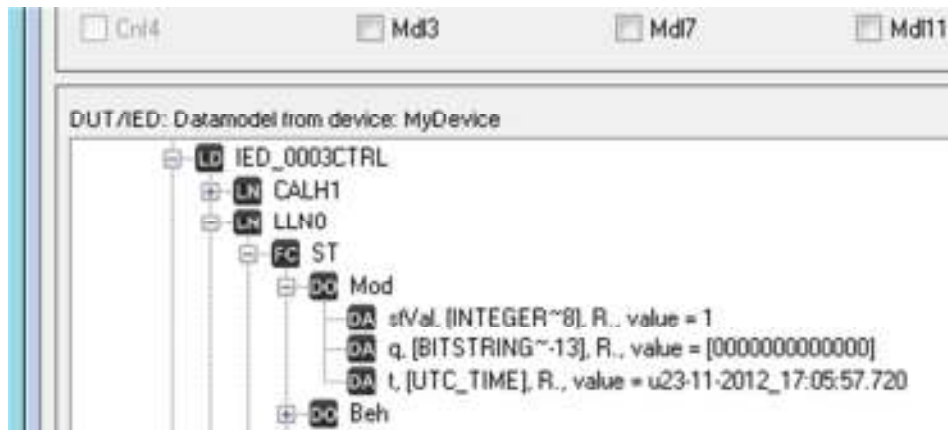 Cnl4 Mdl3 Mdl7 Mdl11
DUT/IED: Datamodel from device: MyDevice
LD IED_0003CTRL
LN CALH1
LN LLN0
FC ST
DO Mod
DA stVal, [INTEGER~8], R., value = 1
DA q, [BITSTRING~-13], R., value = [0000000000000]
DA t, [UTC_TIME], R., value = u23-11-2012_17:05:57.720
DO Beh